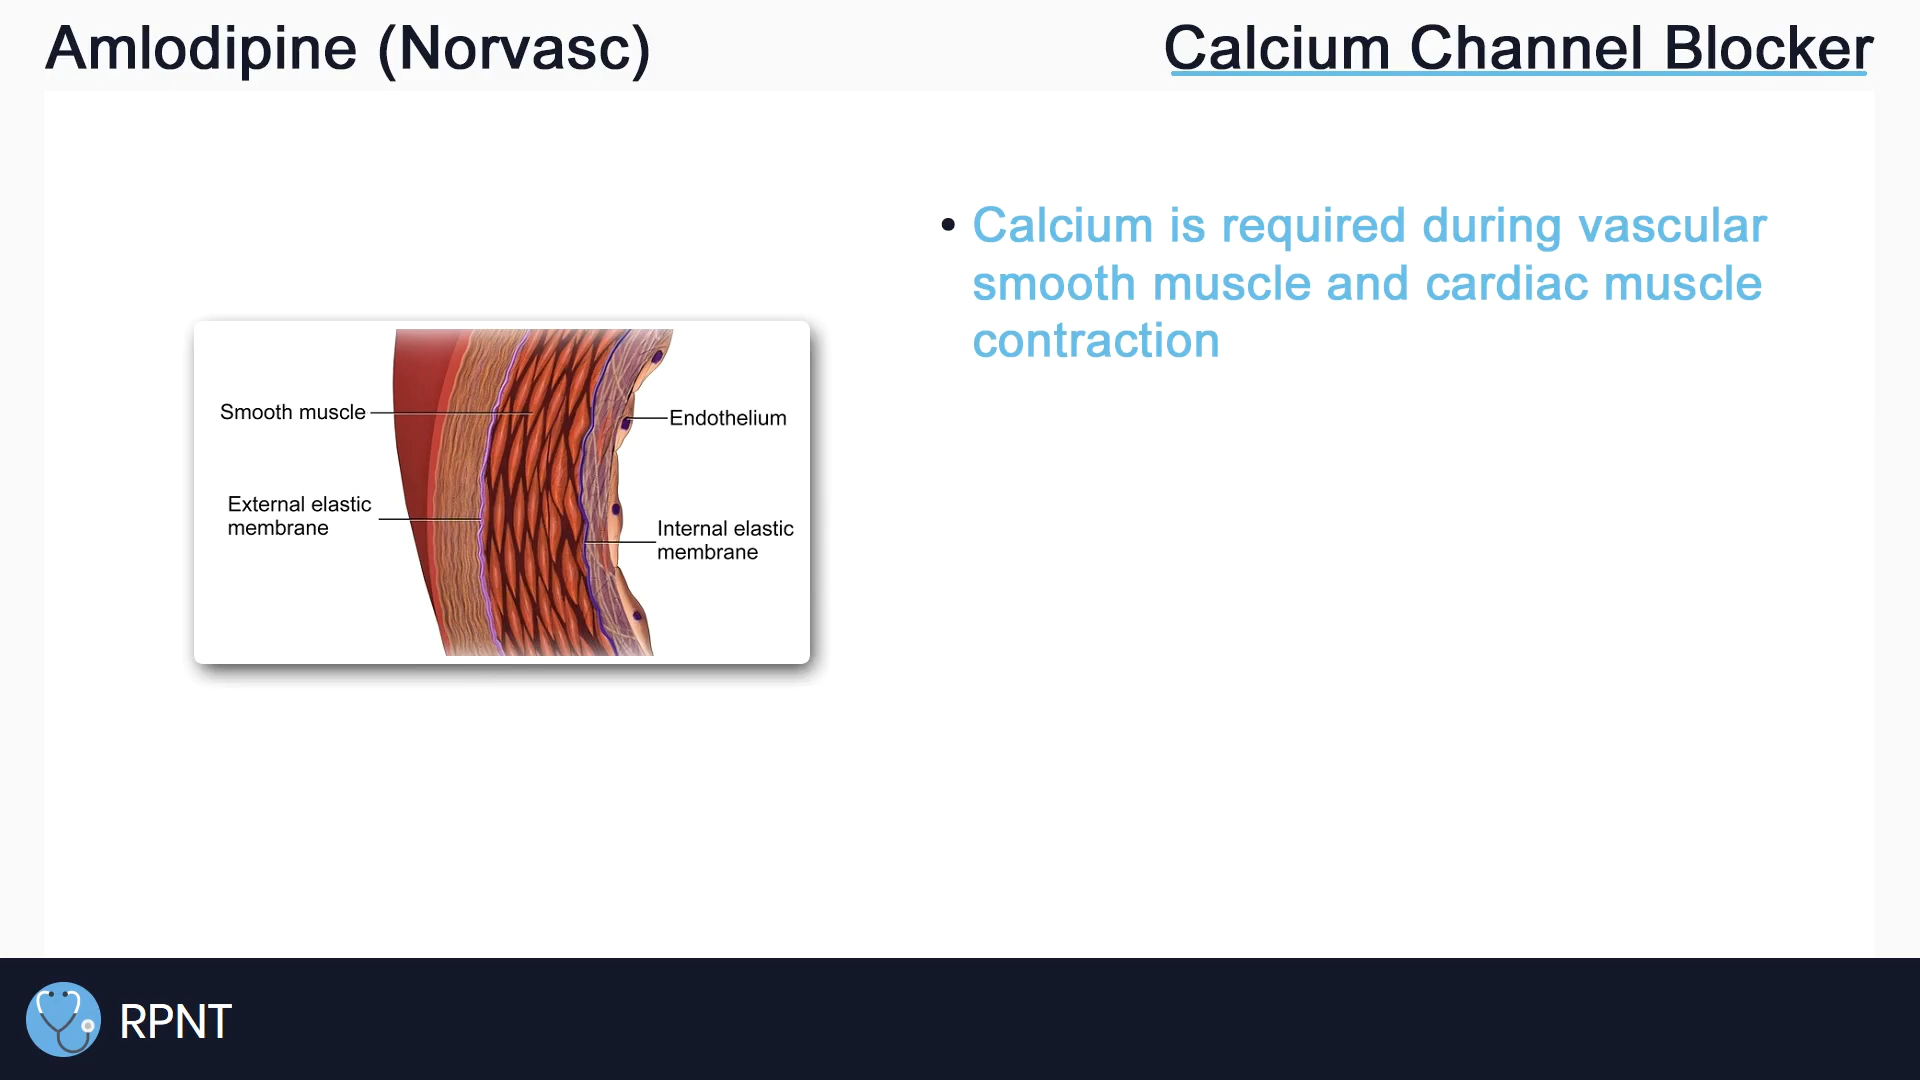 Amlodipine (Norvasc)
Calcium Channel Blocker
• Calcium is required during vascular
smooth muscle and cardiac muscle
contraction
Smooth muscle
Endothelium
External elastic
membrane
Internal elastic
membrane
RPNT